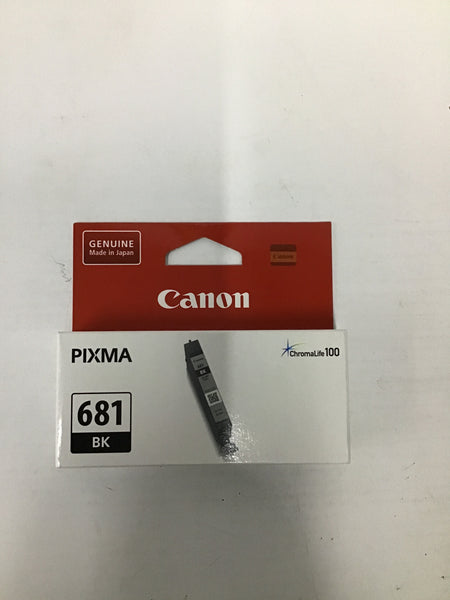 GENUINE
Made in Japan
Canon
Canon
PIXMA
ChromaLife100
681
BK